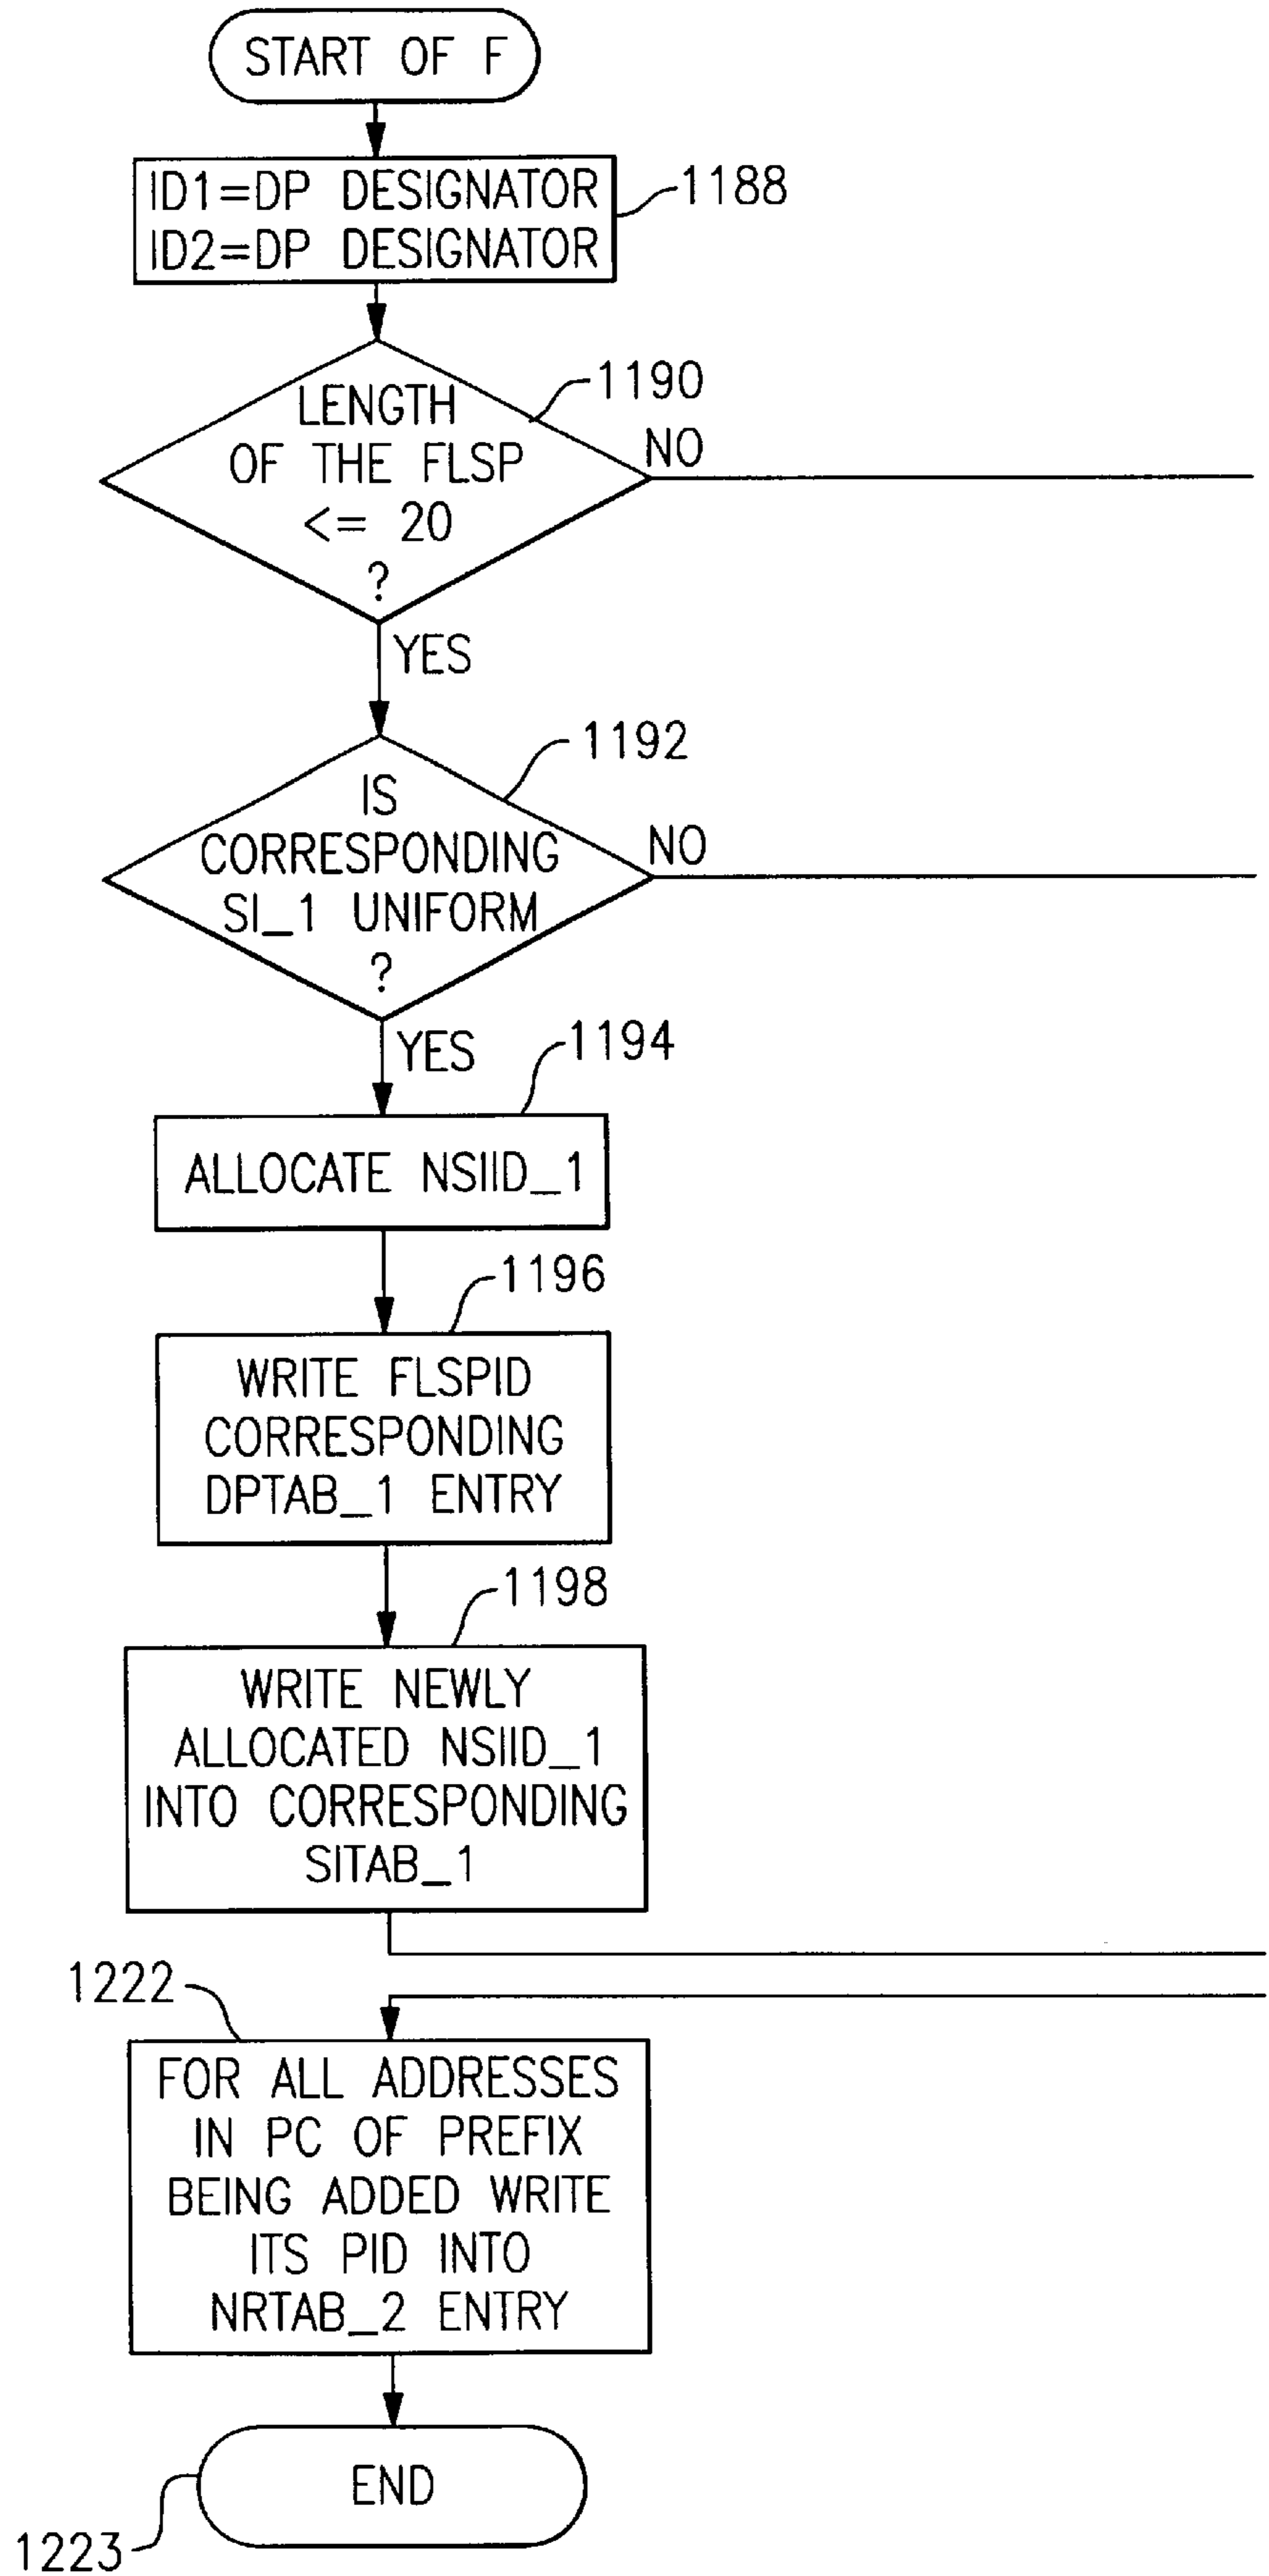 START OF F
ID1=DP DESIGNATOR
ID2=DP DESIGNATOR
1188
LENGTH
OF THE FLSP
<= 20
?
1190
NO
YES
IS
CORRESPONDING
SI_1 UNIFORM
?
1192
NO
YES
1194
ALLOCATE NSIID_1
1196
WRITE FLSPID
CORRESPONDING
DPTAB_1 ENTRY
1198
WRITE NEWLY
ALLOCATED NSIID_1
INTO CORRESPONDING
SITAB_1
1222
FOR ALL ADDRESSES
IN PC OF PREFIX
BEING ADDED WRITE
ITS PID INTO
NRTAB_2 ENTRY
END
1223